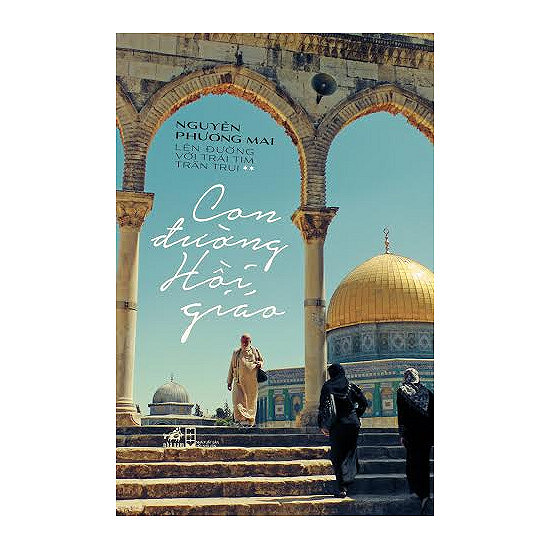 NGUYỄN
PHƯƠNG MAI
LÊN ĐƯỜNG
VỚI TRÁI TIM
TRẦN TRỤI **
Con
đường
Hồi
giáo